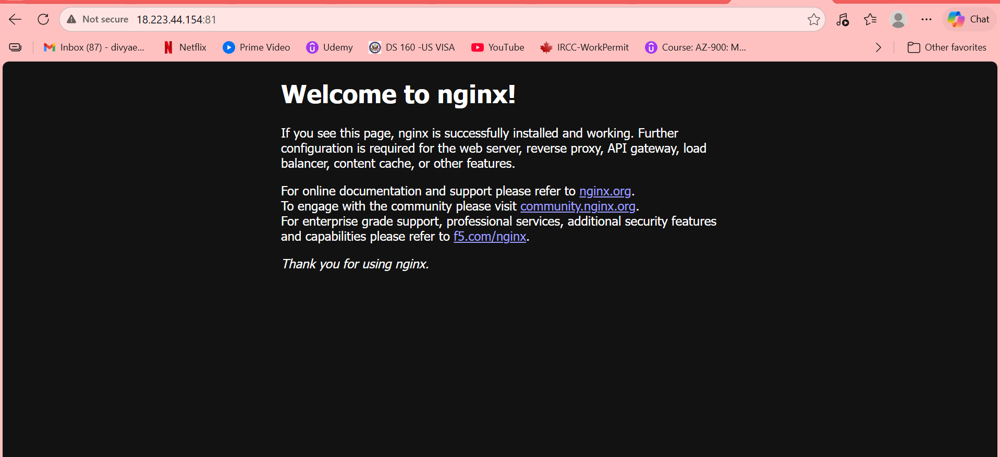 Not secure 18.223.44.154:81 Chat
Inbox (87) - divyae... Netflix Prime Video Udemy DS 160 -US VISA YouTube IRCC-WorkPermit Course: AZ-900: M... Other favorites
Welcome to nginx!
If you see this page, nginx is successfully installed and working. Further
configuration is required for the web server, reverse proxy, API gateway, load
balancer, content cache, or other features.
For online documentation and support please refer to nginx.org.
To engage with the community please visit community.nginx.org.
For enterprise grade support, professional services, additional security features
and capabilities please refer to f5.com/nginx.
Thank you for using nginx.